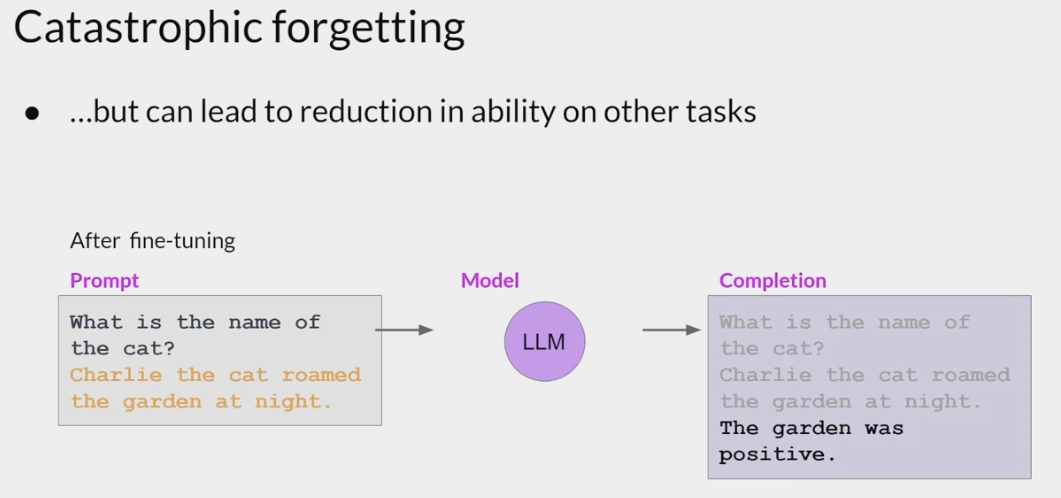 Catastrophic forgetting
● ...but can lead to reduction in ability on other tasks
After fine-tuning
Prompt
What is the name of
the cat?
Charlie the cat roamed
the garden at night.
Model
LLM
Completion
What is the name of
the cat?
Charlie the cat roamed
the garden at night.
The garden was
positive.